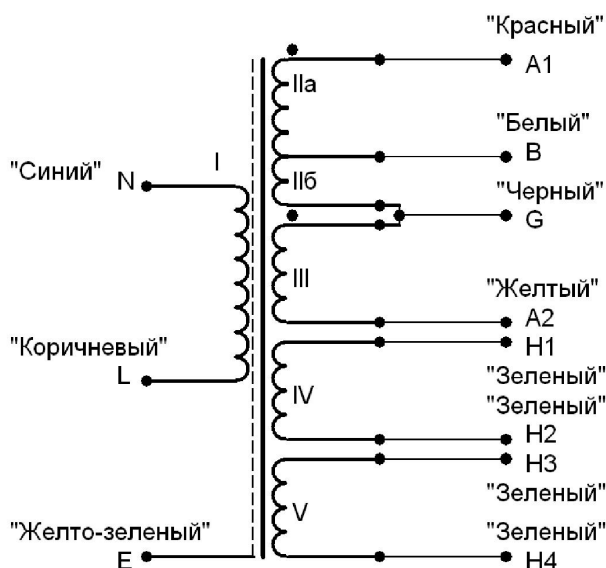 "Красный"
A1
IIа
"Белый"
B
I
"Синий"
N
IIб
"Черный"
G
III
"Желтый"
A2
"Коричневый"
L
H1
"Зеленый"
IV
"Зеленый"
H2
H3
V
"Зеленый"
"Желто-зеленый"
E
"Зеленый"
H4